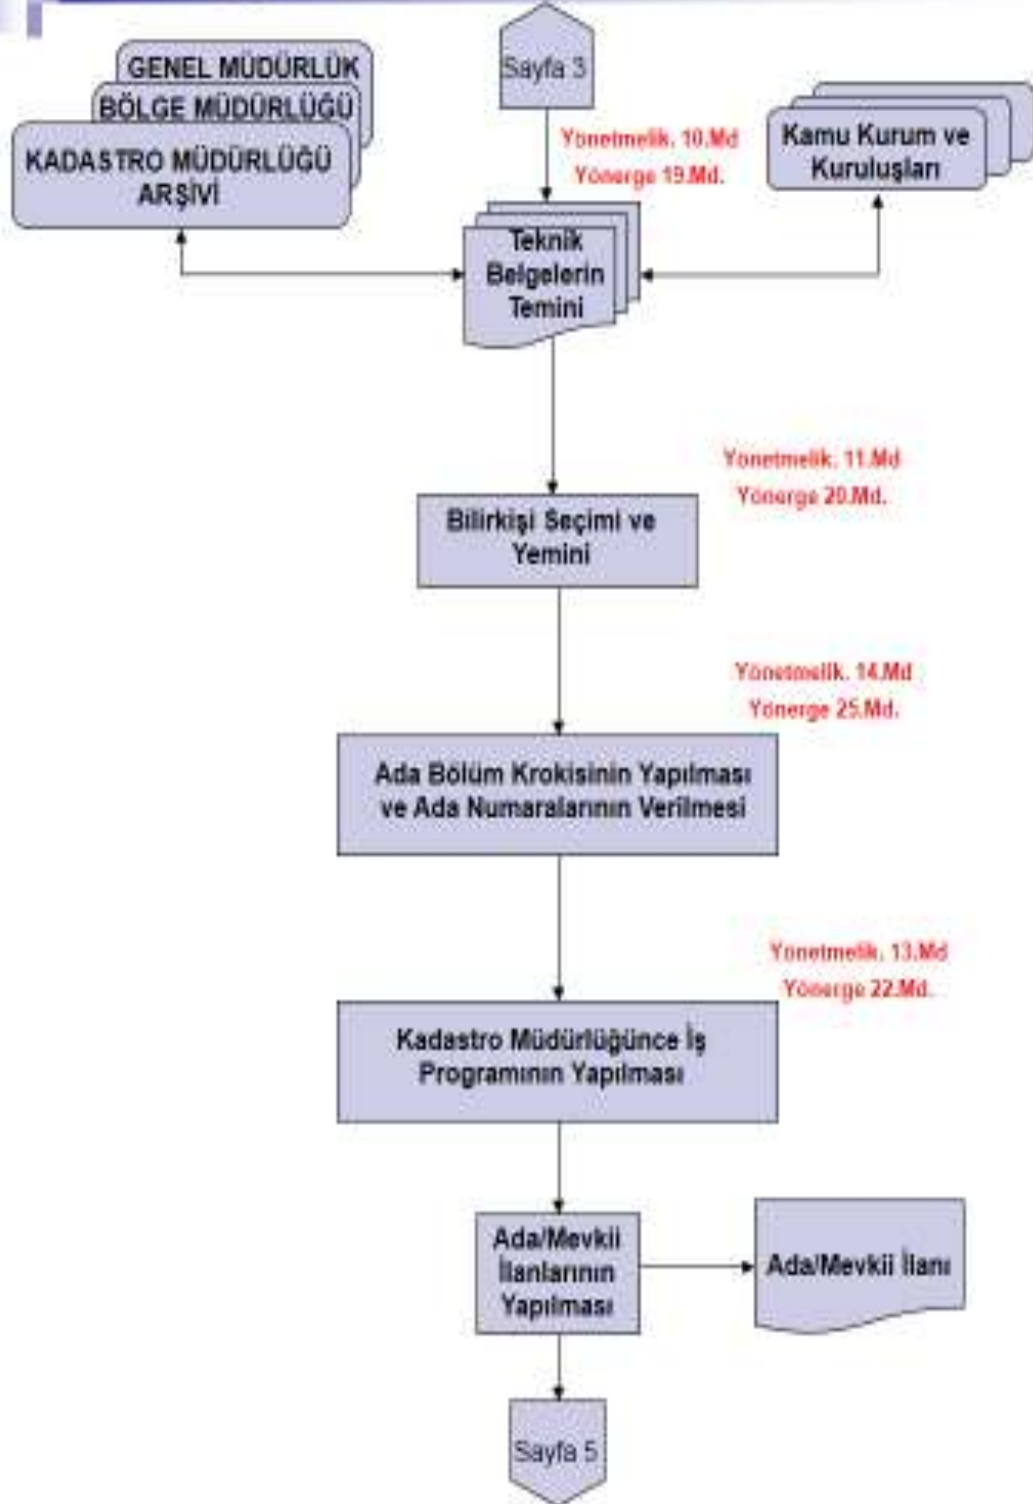 Sayfa 3
GENEL MÜDÜRLÜK
BÖLGE MÜDÜRLÜĞÜ
KADASTRO MÜDÜRLÜĞÜ
ARŞİVİ
Yönetmelik. 10.Md
Yönerge 19.Md.
Kamu Kurum ve
Kuruluşları
Teknik
Belgelerin
Temini
Yönetmelik. 11.Md
Yönerge 20.Md.
Bilirkişi Seçimi ve
Yemini
Yönetmelik. 14.Md
Yönerge 25.Md.
Ada Bölüm Krokisinin Yapılması
ve Ada Numaralarının Verilmesi
Yönetmelik. 13.Md
Yönerge 22.Md.
Kadastro Müdürlüğünce İş
Programının Yapılması
Ada/Mevkii
İlanlarının
Yapılması
Ada/Mevkii İlanı
Sayfa 5